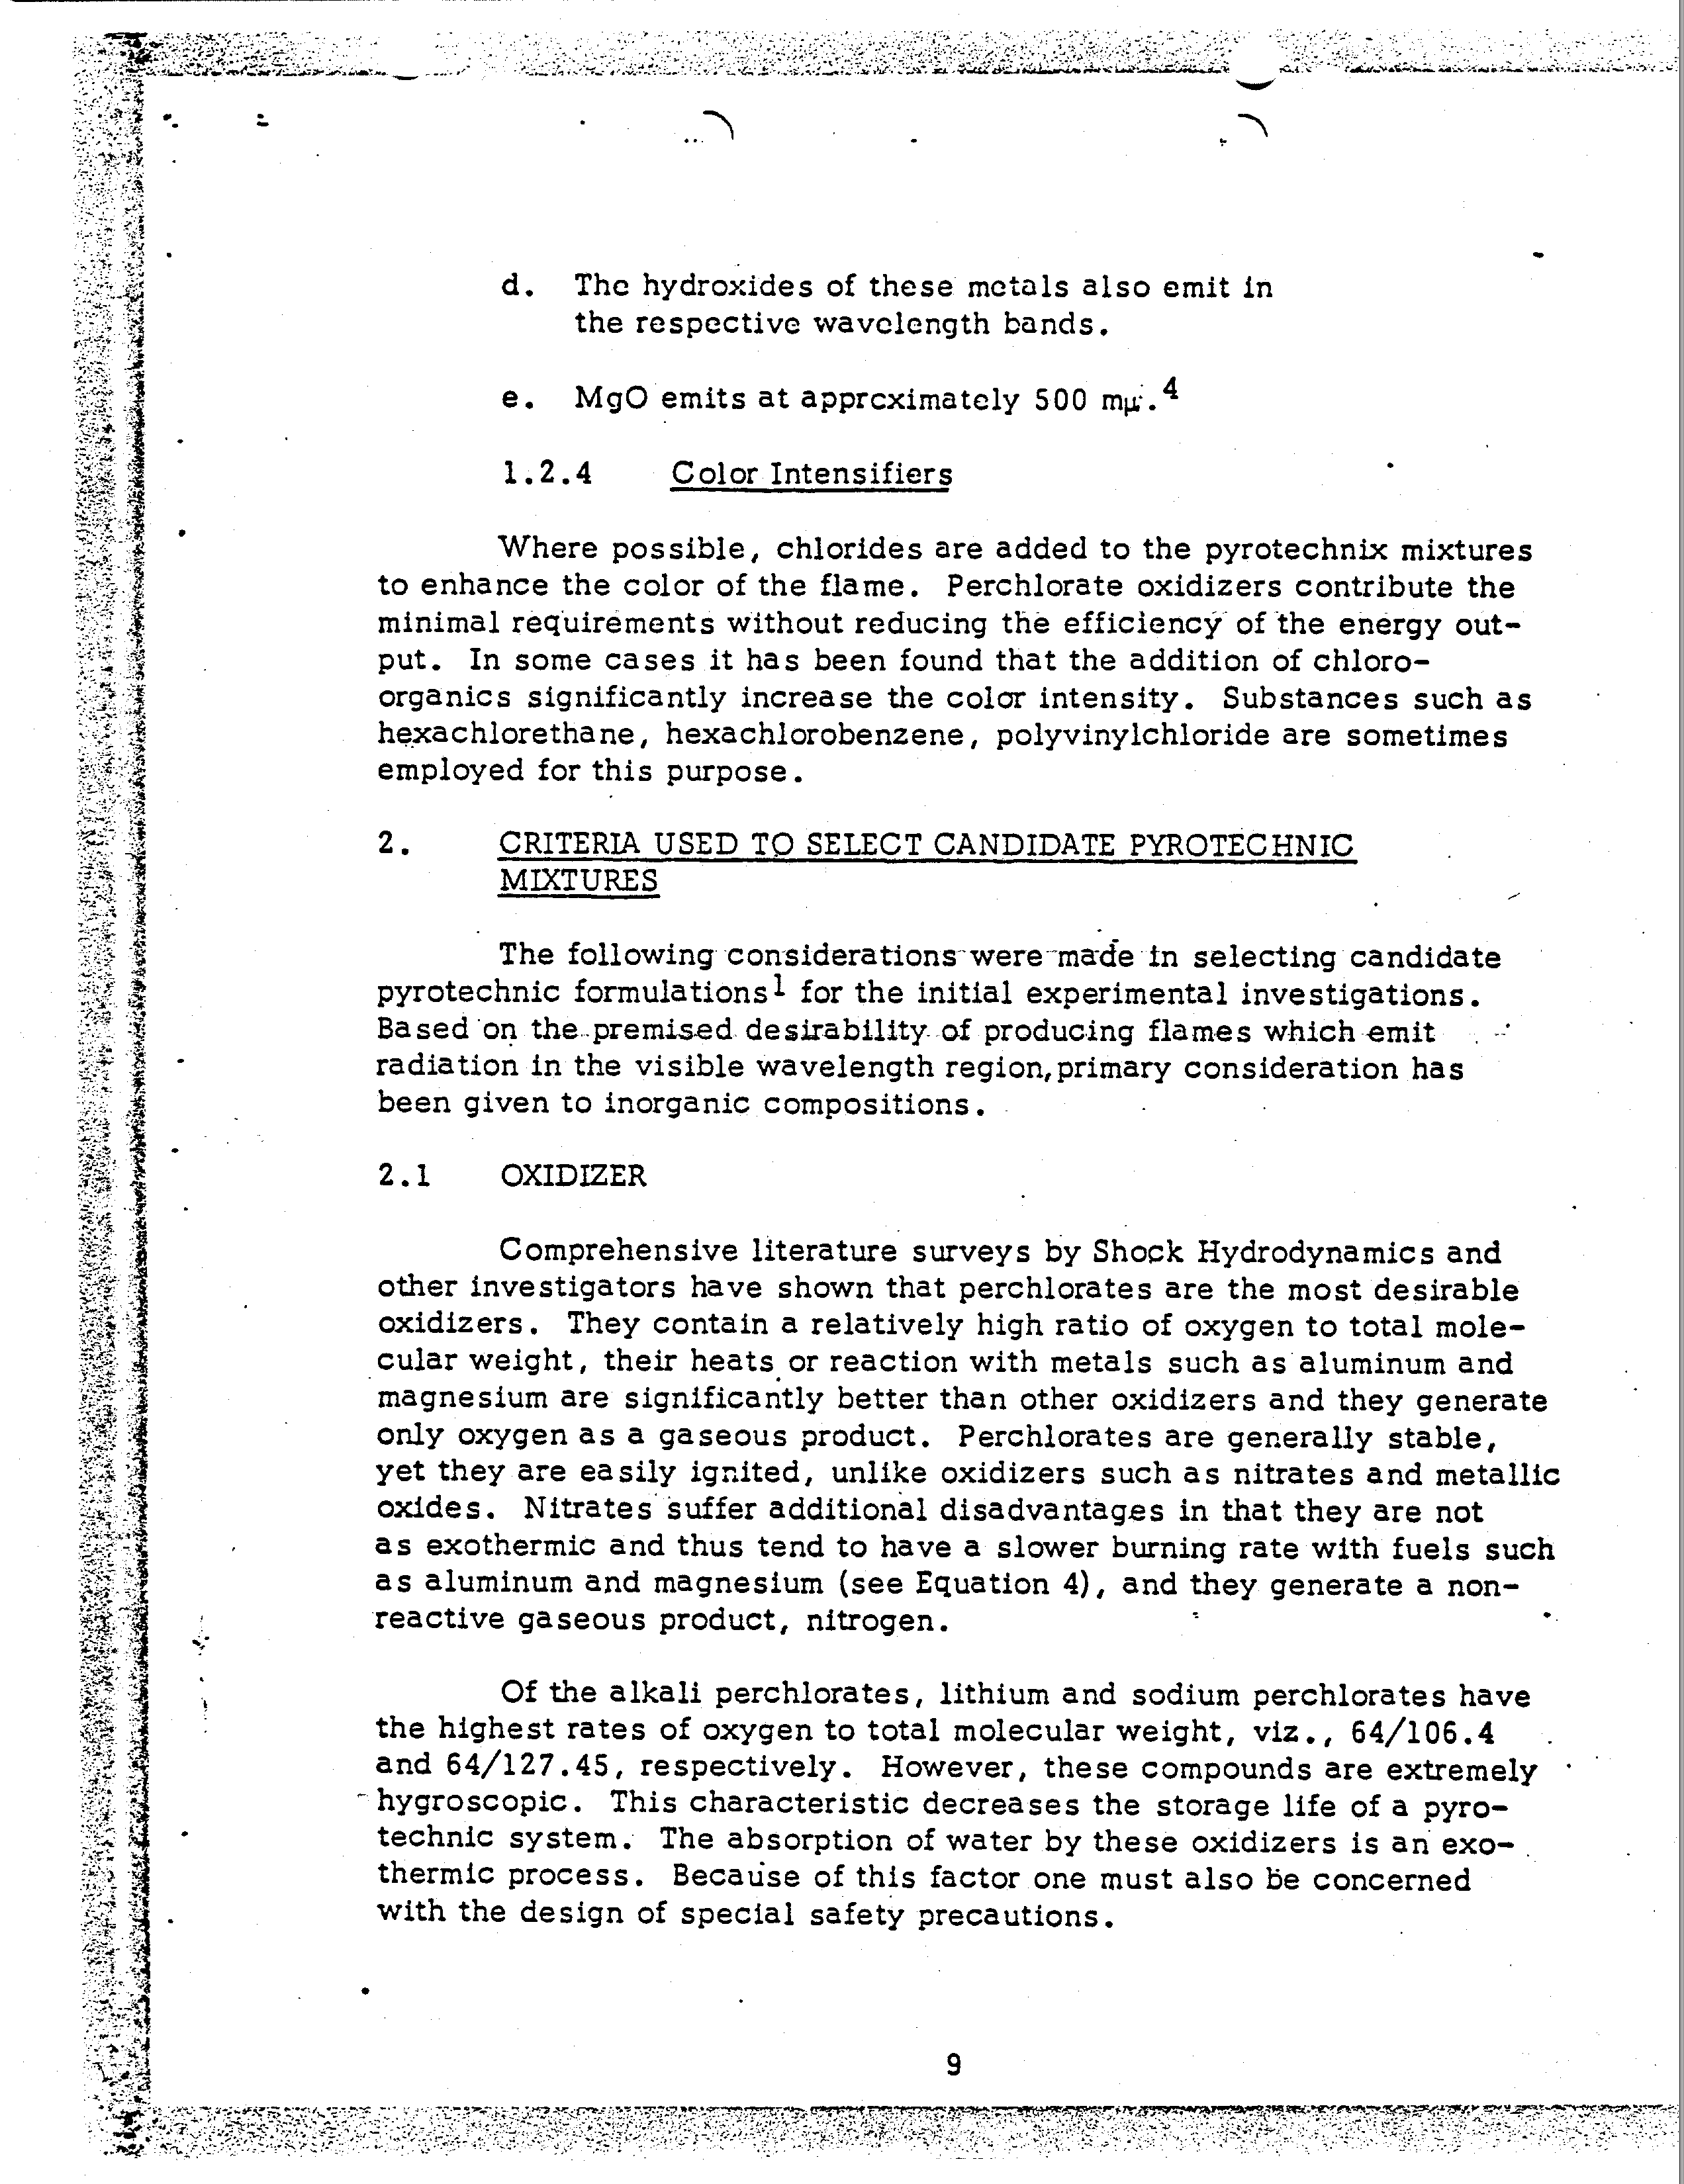 d. The hydroxides of these metals also emit in
the respective wavelength bands.
e. MgO emits at apprcximately 500 mμ.4
1.2.4 Color Intensifiers
Where possible, chlorides are added to the pyrotechnix mixtures
to enhance the color of the flame. Perchlorate oxidizers contribute the
minimal requirements without reducing the efficiency of the energy out-
put. In some cases it has been found that the addition of chloro-
organics significantly increase the color intensity. Substances such as
hexachlorethane, hexachlorobenzene, polyvinylchloride are sometimes
employed for this purpose.
2. CRITERIA USED TO SELECT CANDIDATE PYROTECHNIC
MIXTURES
The following considerations were made in selecting candidate
pyrotechnic formulations1 for the initial experimental investigations.
Based on the premised desirability of producing flames which emit
radiation in the visible wavelength region, primary consideration has
been given to inorganic compositions.
2.1 OXIDIZER
Comprehensive literature surveys by Shock Hydrodynamics and
other investigators have shown that perchlorates are the most desirable
oxidizers. They contain a relatively high ratio of oxygen to total mole-
cular weight, their heats or reaction with metals such as aluminum and
magnesium are significantly better than other oxidizers and they generate
only oxygen as a gaseous product. Perchlorates are generally stable,
yet they are easily ignited, unlike oxidizers such as nitrates and metallic
oxides. Nitrates suffer additional disadvantages in that they are not
as exothermic and thus tend to have a slower burning rate with fuels such
as aluminum and magnesium (see Equation 4), and they generate a non-
reactive gaseous product, nitrogen.
Of the alkali perchlorates, lithium and sodium perchlorates have
the highest rates of oxygen to total molecular weight, viz., 64/106.4
and 64/127.45, respectively. However, these compounds are extremely
hygroscopic. This characteristic decreases the storage life of a pyro-
technic system. The absorption of water by these oxidizers is an exo-
thermic process. Because of this factor one must also be concerned
with the design of special safety precautions.
9